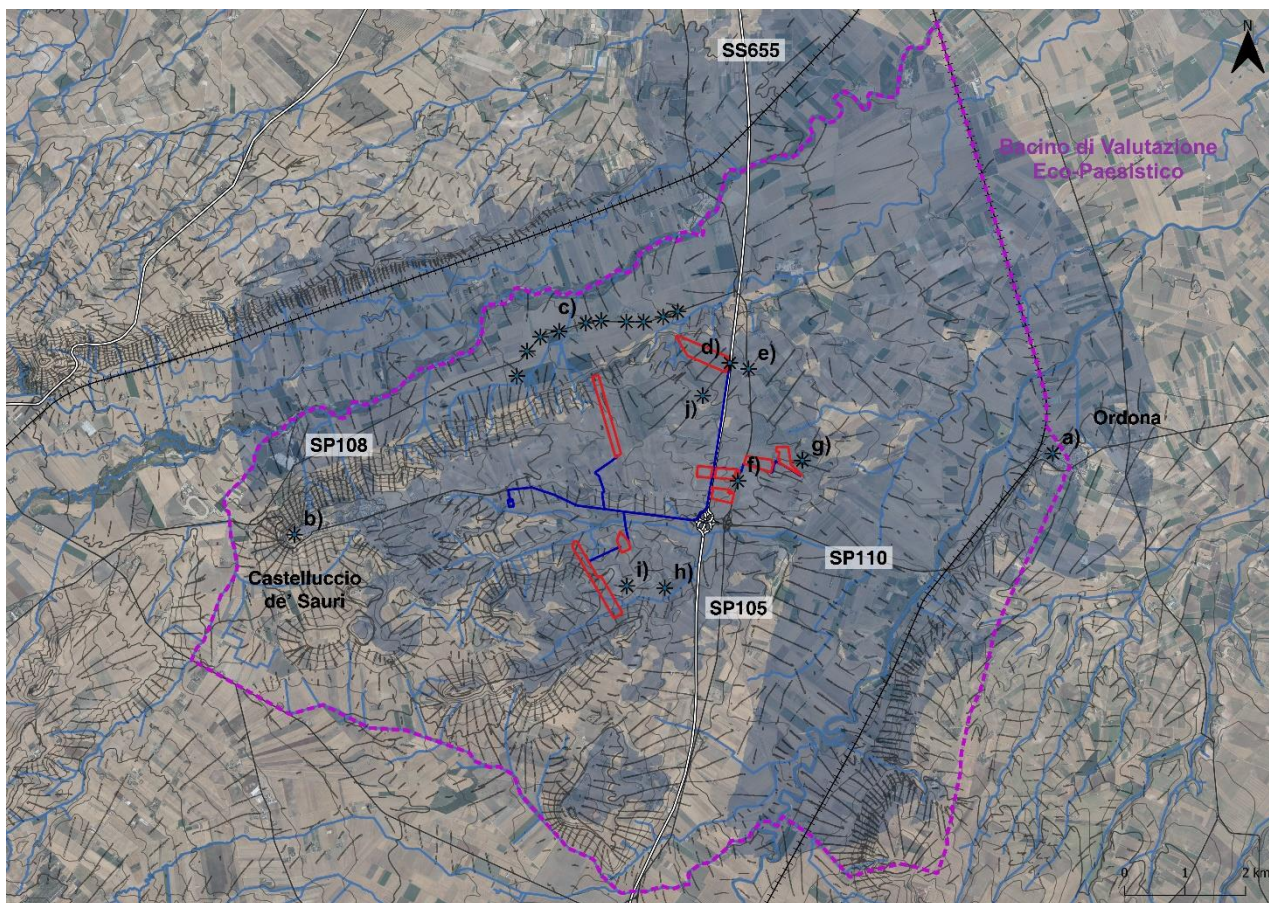 N
SS655
Bacino di Valutazione
Eco-Paesistico
c)
d)
e)
j)
Ordona
a)
SP108
g)
f)
b)
SP110
Castelluccio
de' Sauri
i)
h)
SP105
0 1 2 km